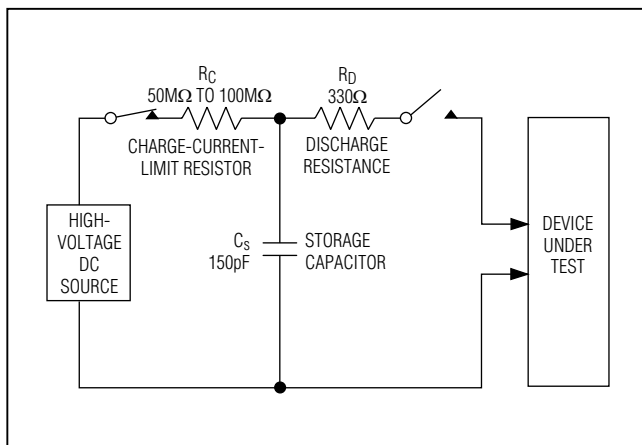 R_C
50MΩ TO 100MΩ
CHARGE-CURRENT-
LIMIT RESISTOR
R_D
330Ω
DISCHARGE
RESISTANCE
HIGH-
VOLTAGE
DC
SOURCE
C_S
150pF
STORAGE
CAPACITOR
DEVICE
UNDER
TEST